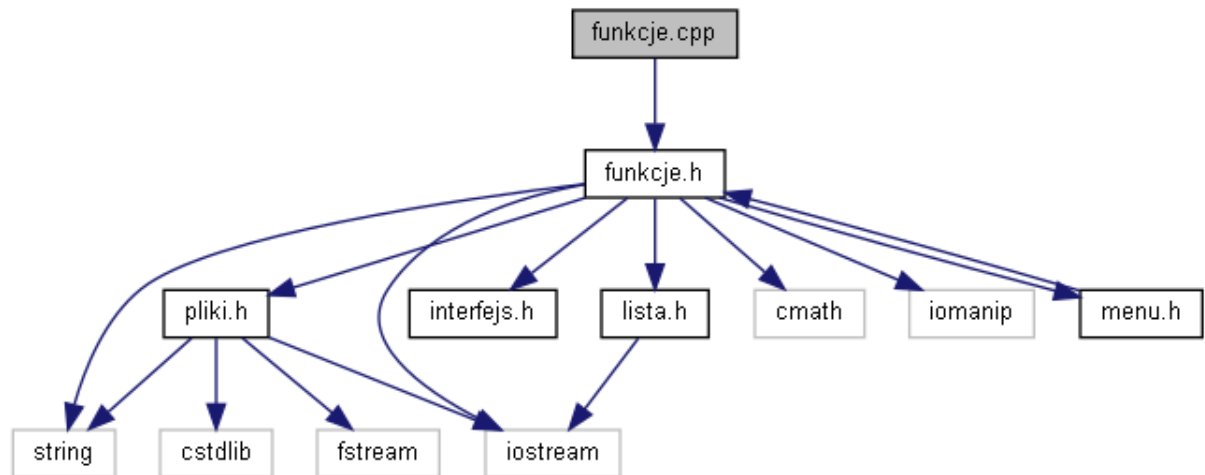 funkcje.cpp
funkcje.h
pliki.h
interfejs.h
lista.h
cmath
iomanip
menu.h
string
cstdlib
fstream
iostream